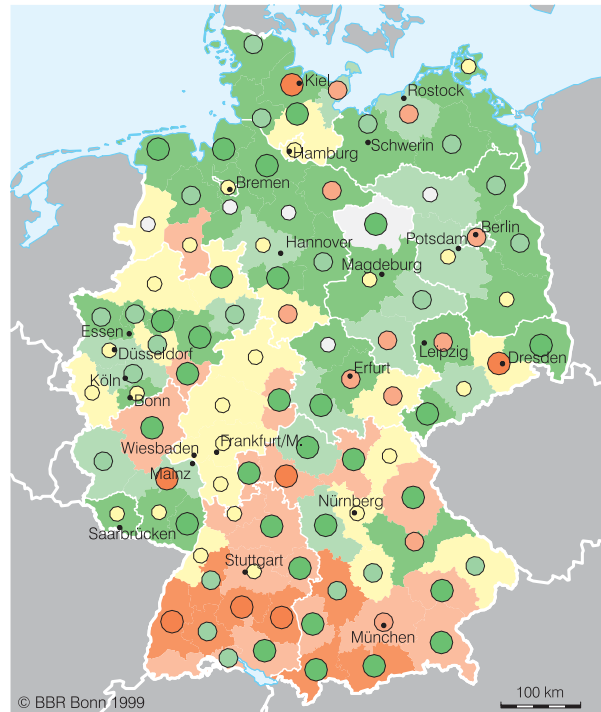 Kiel
Rostock
Hamburg
Schwerin
Bremen
Hannover
Berlin
Potsdam
Magdeburg
Essen
Düsseldorf
Leipzig
Dresden
Köln
Erfurt
Bonn
Wiesbaden
Frankfurt/M.
Mainz
Nürnberg
Saarbrücken
Stuttgart
München
© BBR Bonn 1999
100 km